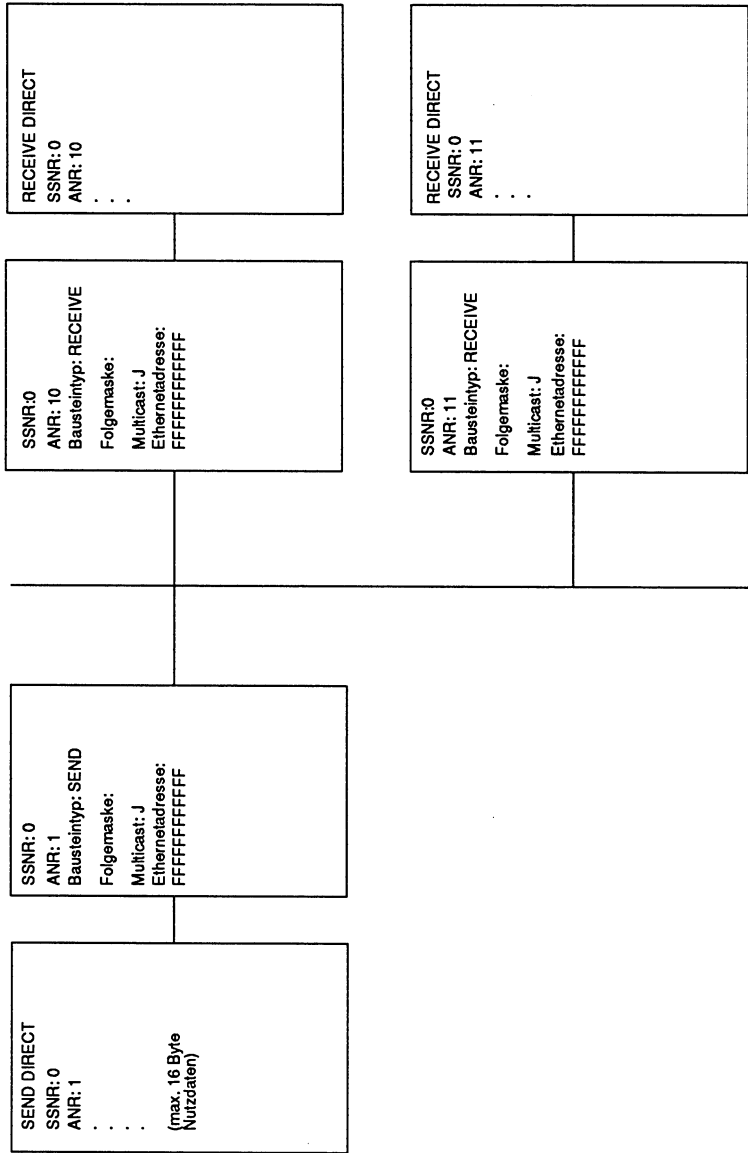 SEND DIRECT
SSNR: 0
ANR: 1
.
.
.
.
(max. 16 Byte
Nutzdaten)
SSNR: 0
ANR: 1
Bausteintyp: SEND
Folgemaske:
Multicast: J
Ethernetadresse:
FFFFFFFFFFFF
SSNR:0
ANR: 10
Bausteintyp: RECEIVE
Folgemaske:
Multicast: J
Ethernetadresse:
FFFFFFFFFFFF
RECEIVE DIRECT
SSNR: 0
ANR: 10
.
.
.
SSNR:0
ANR: 11
Bausteintyp: RECEIVE
Folgemaske:
Multicast: J
Ethernetadresse:
FFFFFFFFFFFF
RECEIVE DIRECT
SSNR: 0
ANR: 11
.
.
.